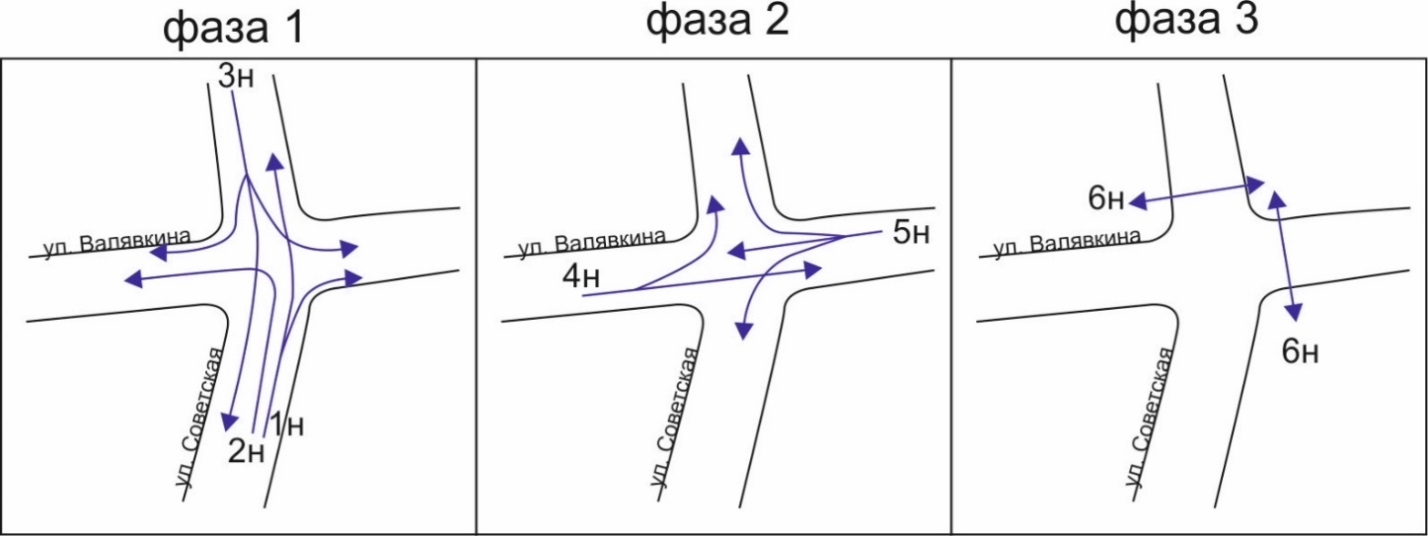 фаза 1
фаза 2
фаза 3
3н
ул. Валявкина
2н
1н
ул. Советская
ул. Валявкина
4н
5н
ул. Советская
6н
ул. Валявкина
6н
ул. Советская